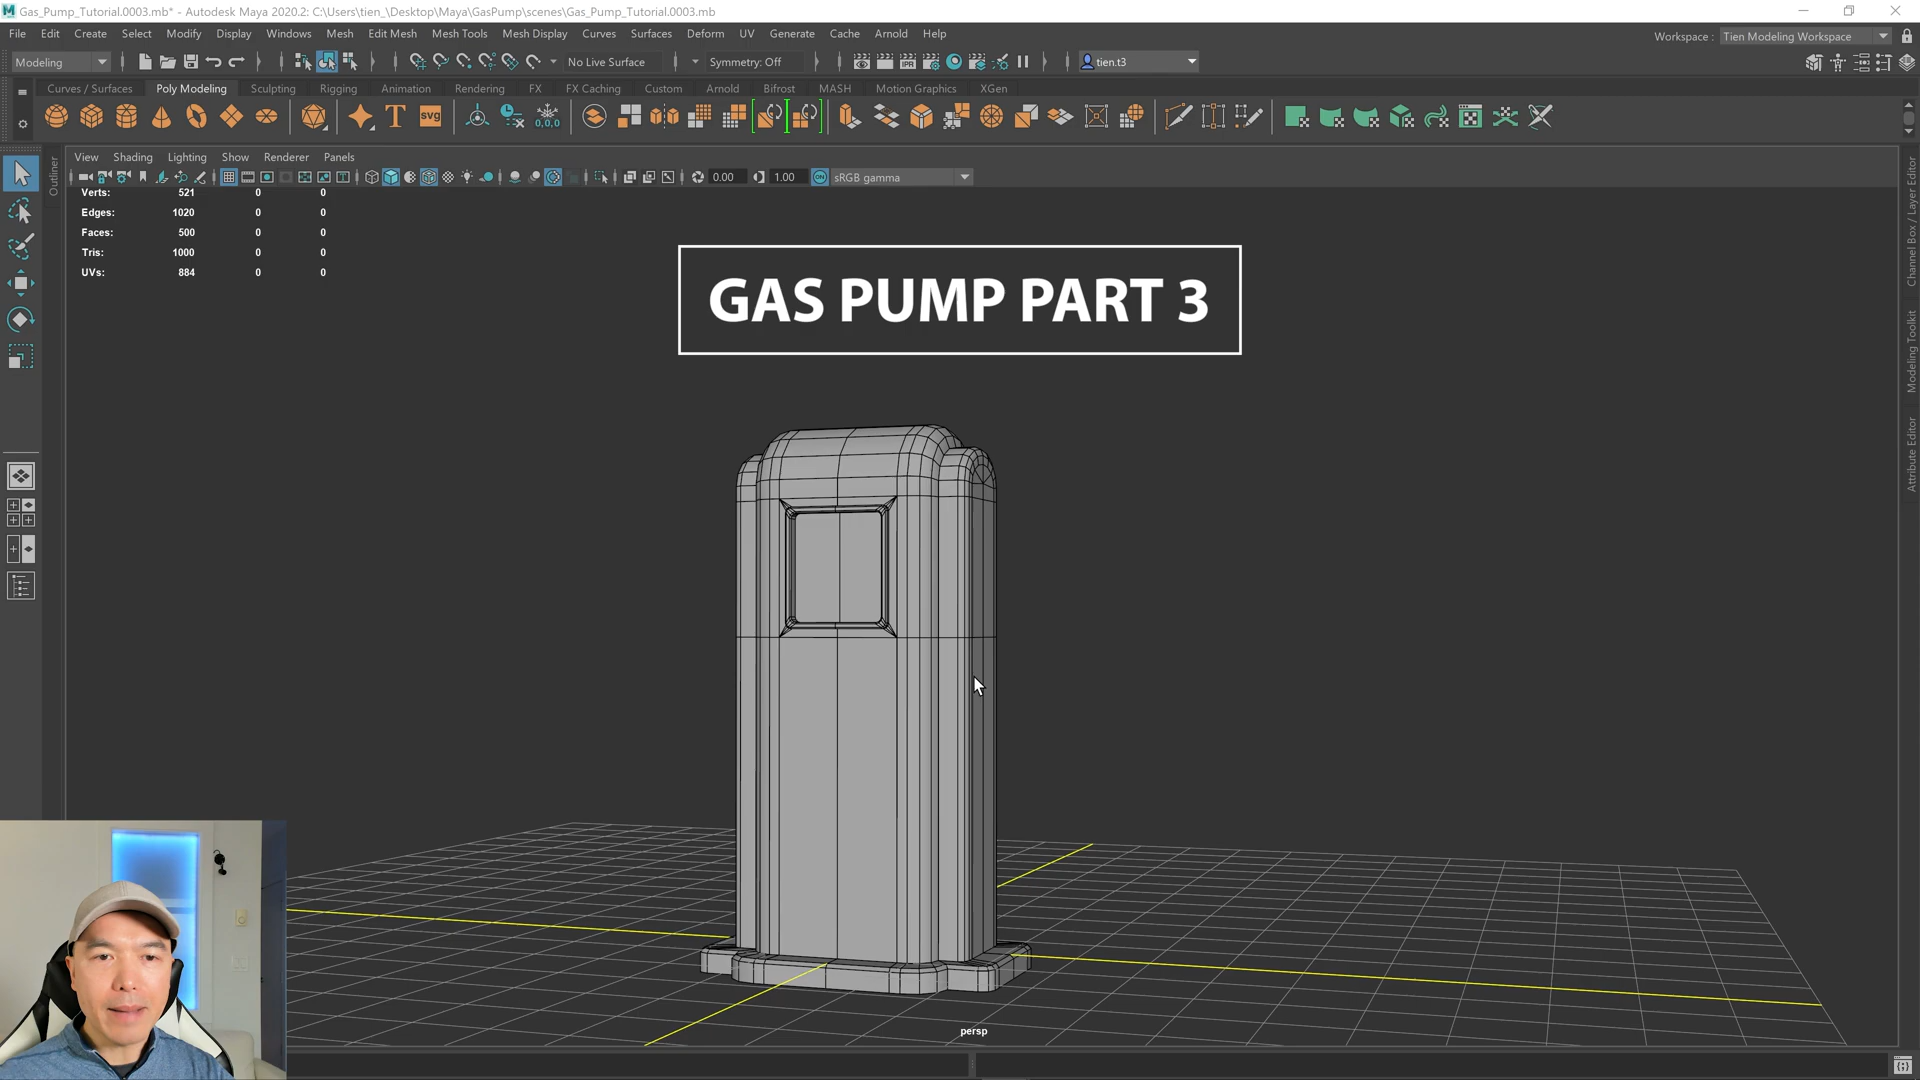 Gas_Pump_Tutorial.0003.mb* - Autodesk Maya 2020.2: C:\Users\tien_\Desktop\Maya\GasPump\scenes\Gas_Pump_Tutorial.0003.mb
File Edit Create Select Modify Display Windows Mesh Edit Mesh Mesh Tools Mesh Display Curves Surfaces Deform UV Generate Cache Arnold Help
Workspace : Tien Modeling Workspace
Modeling No Live Surface Symmetry: Off tien.t3
Curves / Surfaces Poly Modeling Sculpting Rigging Animation Rendering FX FX Caching Custom Arnold Bifrost MASH Motion Graphics XGen
T svg 0,0,0
View Shading Lighting Show Renderer Panels
0.00 1.00 ON sRGB gamma
Verts: 521 0 0
Edges: 1020 0 0
Faces: 500 0 0
Tris: 1000 0 0
UVs: 884 0 0
GAS PUMP PART 3
Outliner
Channel Box / Layer Editor
Modeling Toolkit
Attribute Editor
persp